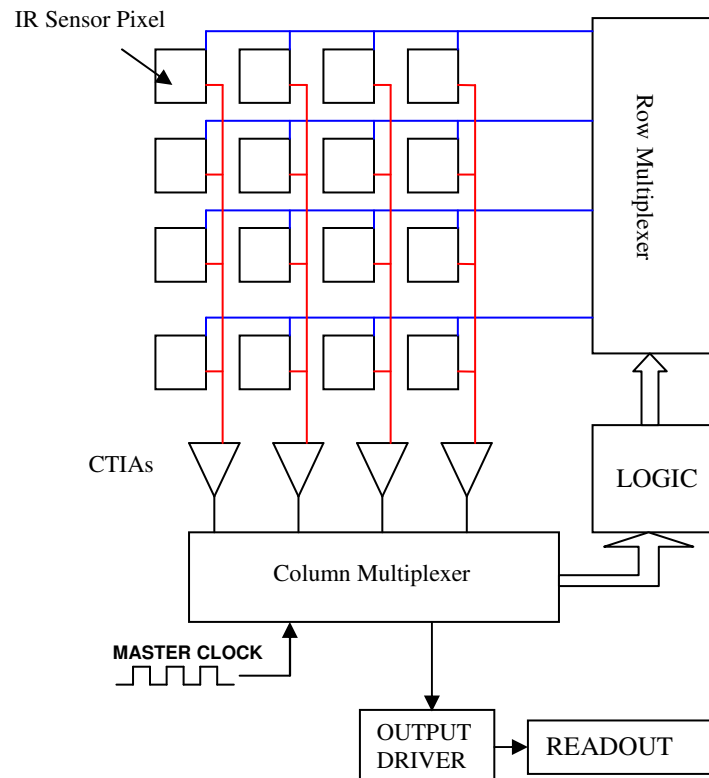 IR Sensor Pixel
Row Multiplexer
CTIAs
LOGIC
Column Multiplexer
MASTER CLOCK
OUTPUT
DRIVER
READOUT